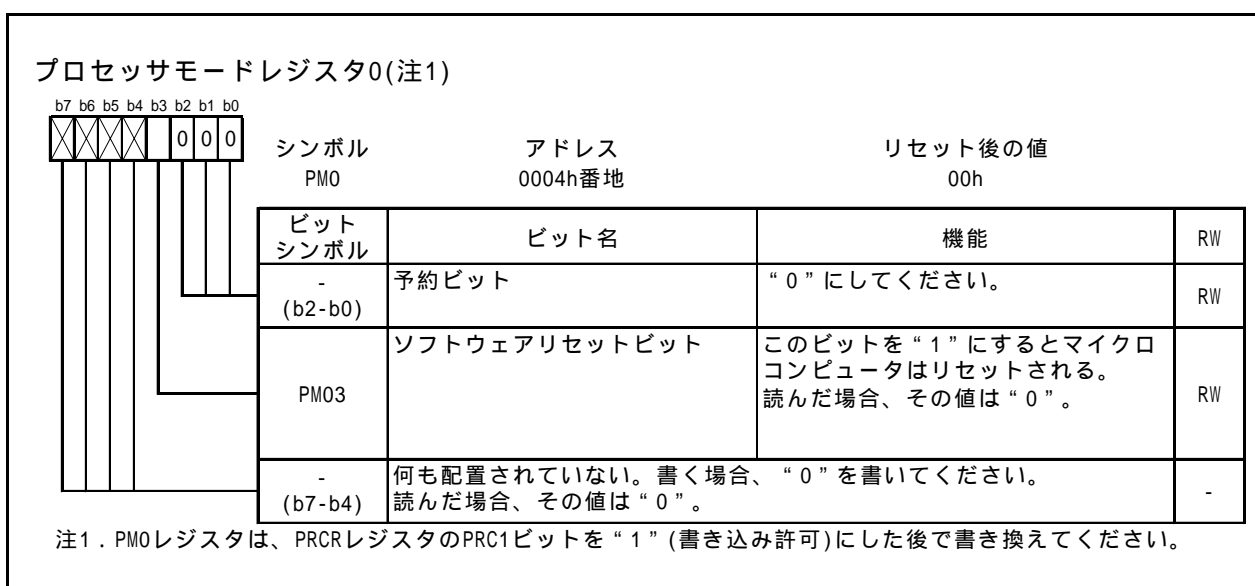 プロセッサモードレジスタ0(注1)
b7 b6 b5 b4 b3 b2 b1 b0
0 0 0
シンボル アドレス リセット後の値
PM0 0004h番地 00h
ビット
シンボル
ビット名 機能 RW
-
(b2-b0)
予約ビット
“0”にしてください。
RW
PM03
ソフトウェアリセットビット
このビットを“1”にするとマイクロ
コンピュータはリセットされる。
読んだ場合、その値は“0”。
RW
-
(b7-b4)
何も配置されていない。書く場合、“0”を書いてください。
読んだ場合、その値は“0”。
-
注1．PM0レジスタは、PRCRレジスタのPRC1ビットを“1”(書き込み許可)にした後で書き換えてください。